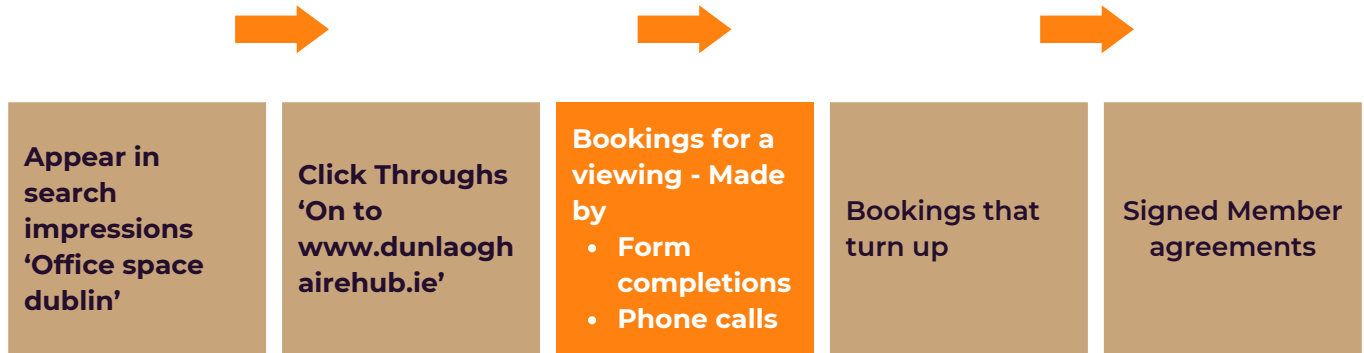 Appear in
search
impressions
‘Office space
dublin’
Click Throughs
‘On to
www.dunlaogh
airehub.ie’
Bookings for a
viewing - Made
by
• Form
completions
• Phone calls
Bookings that
turn up
Signed Member
agreements